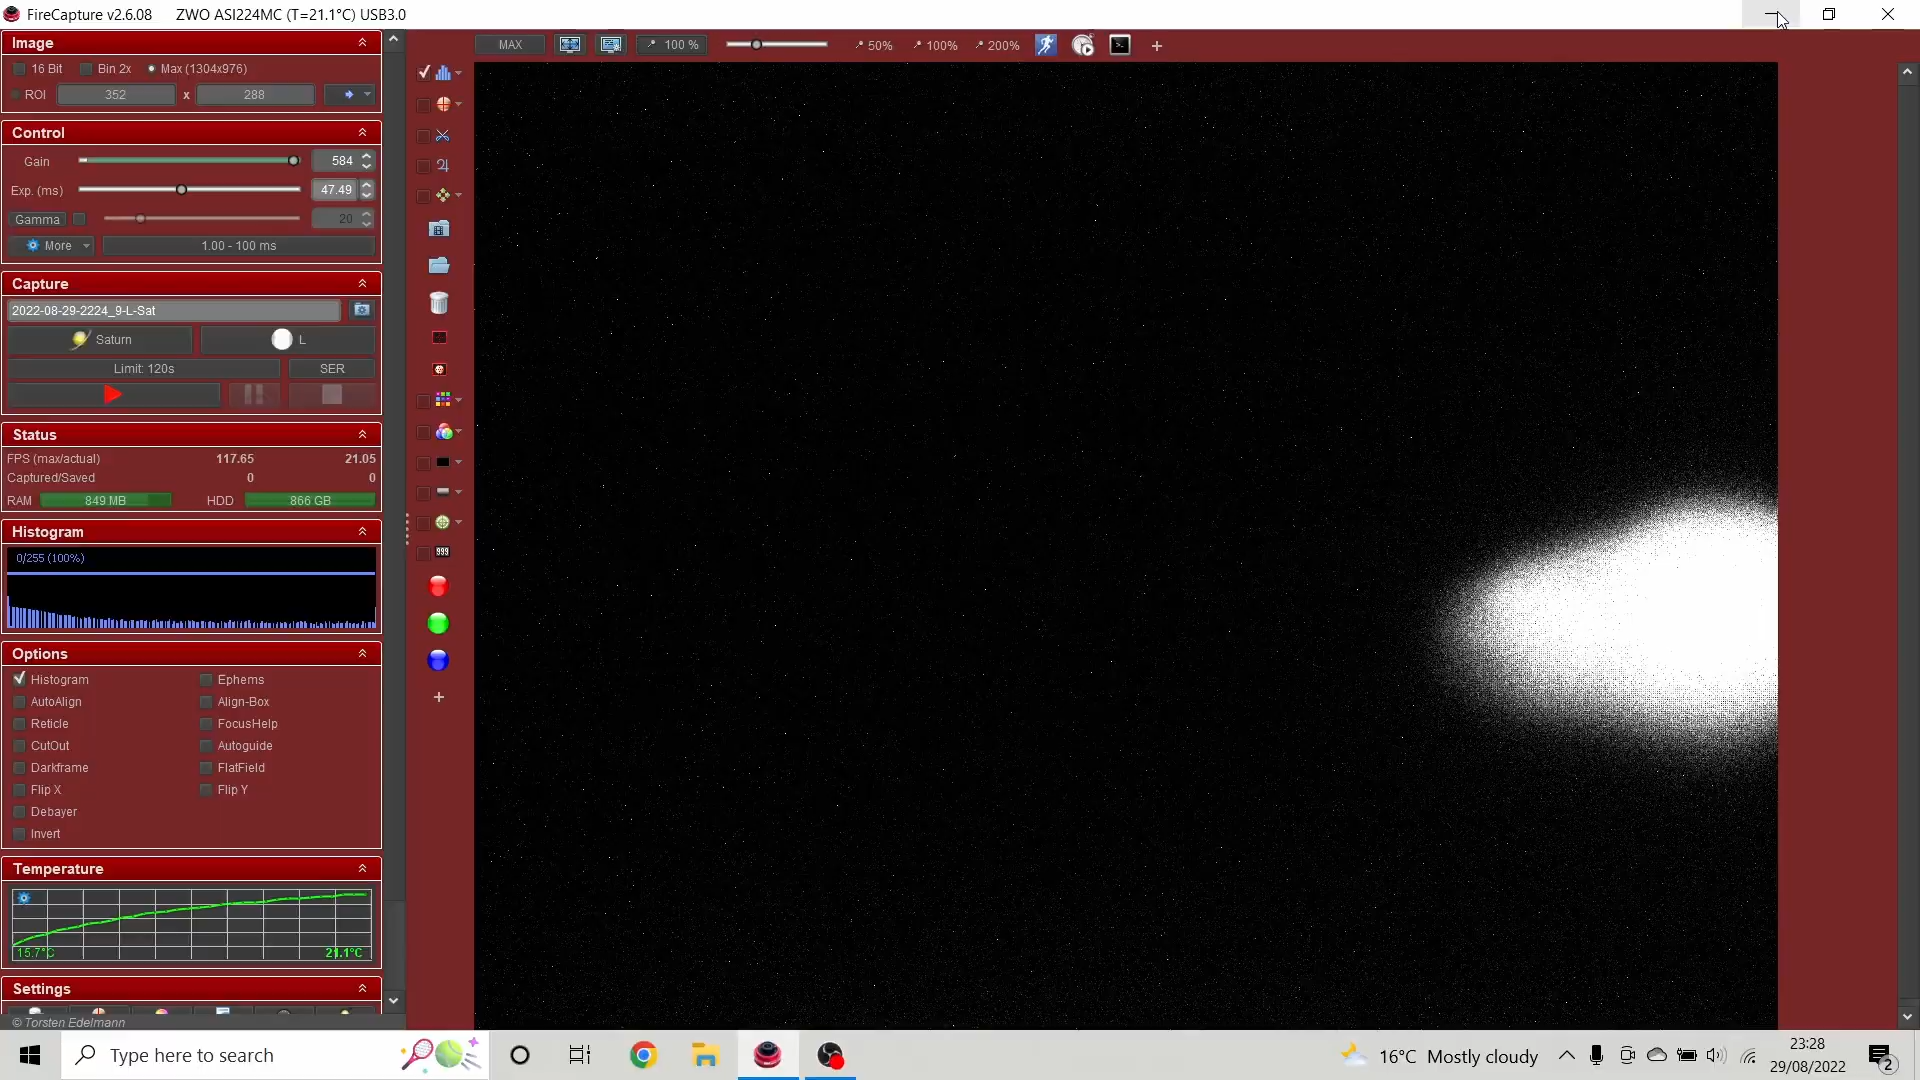 FireCapture v2.6.08 ZWO ASI224MC (T=21.1°C) USB3.0
Image
16 Bit Bin 2x Max (1304x976)
ROI 352 x 288
Control
Gain 584
Exp. (ms) 47.49
Gamma 20
More 1.00 - 100 ms
Capture
2022-08-29-2224_9-L-Sat
Saturn L
Limit: 120s SER
Status
FPS (max/actual) 117.65 21.05
Captured/Saved 0 0
RAM 849 MB HDD 866 GB
Histogram
0/255 (100%)
Options
Histogram Ephems
AutoAlign Align-Box
Reticle FocusHelp
CutOut Autoguide
Darkframe FlatField
Flip X Flip Y
Debayer
Invert
Temperature
15.7°C 21.1°C
Settings
© Torsten Edelmann
MAX 100 % 50% 100% 200%
999
Type here to search
16°C Mostly cloudy
23:28
29/08/2022
2